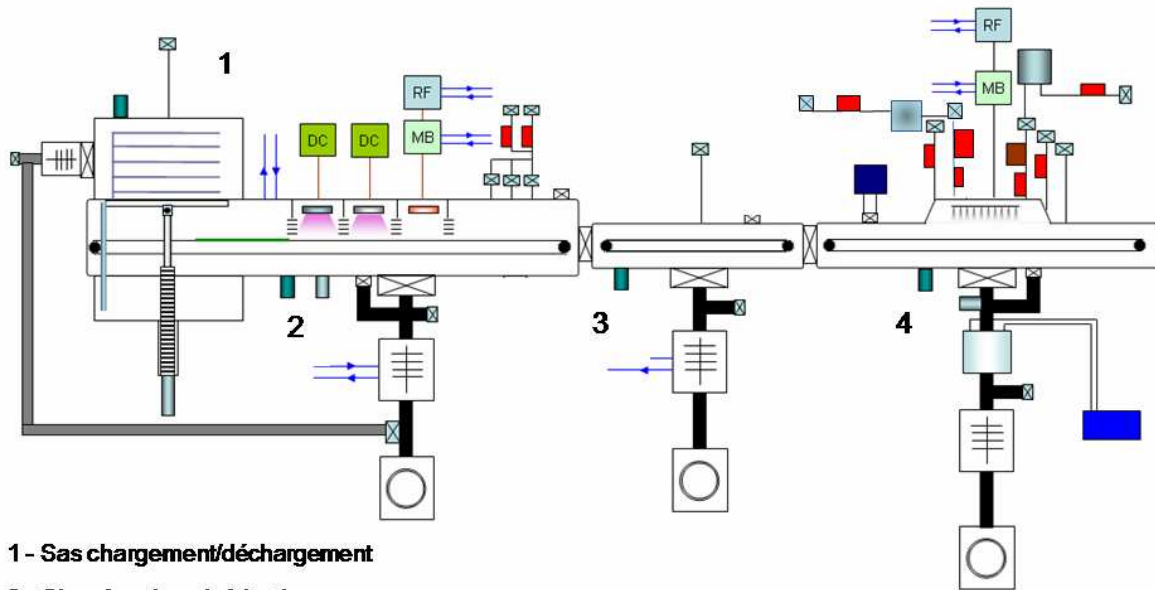 RF
1
RF
DC
DC
MB
MB
2
3
4
1 - Sas chargement/déchargement